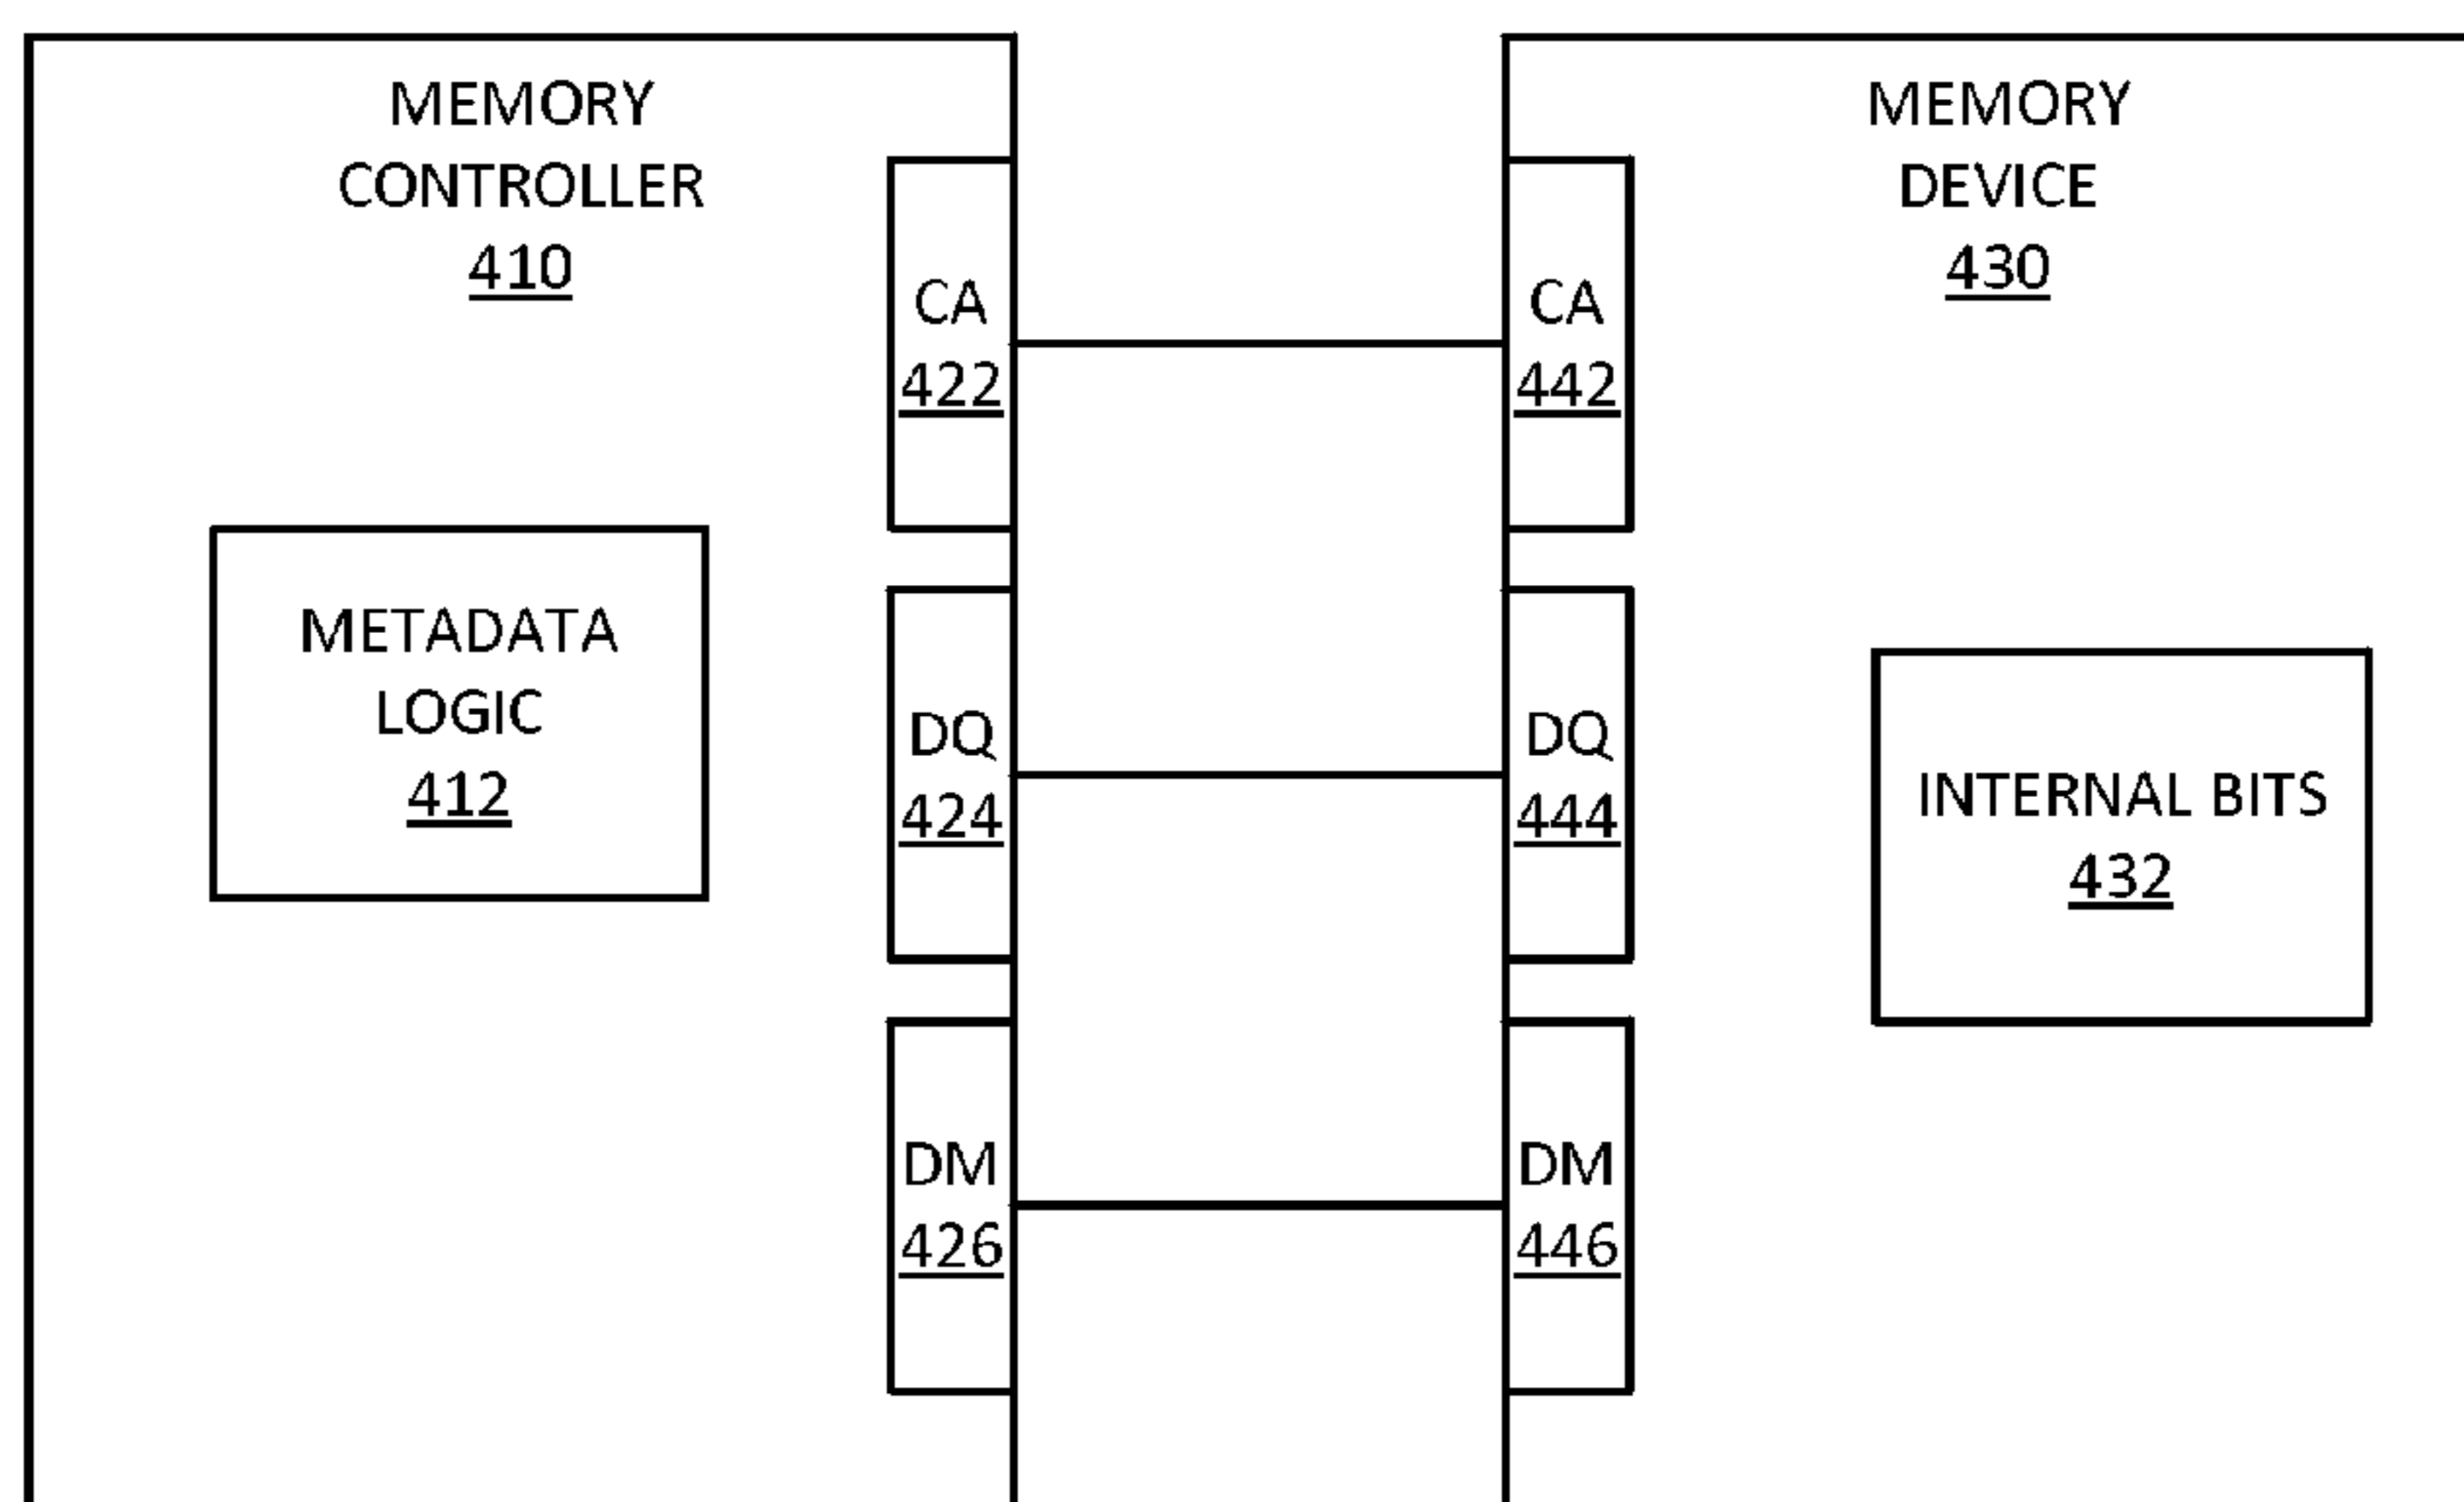 MEMORY
CONTROLLER
410
METADATA
LOGIC
412
CA
422
DQ
424
DM
426
CA
442
DQ
444
DM
446
MEMORY
DEVICE
430
INTERNAL BITS
432